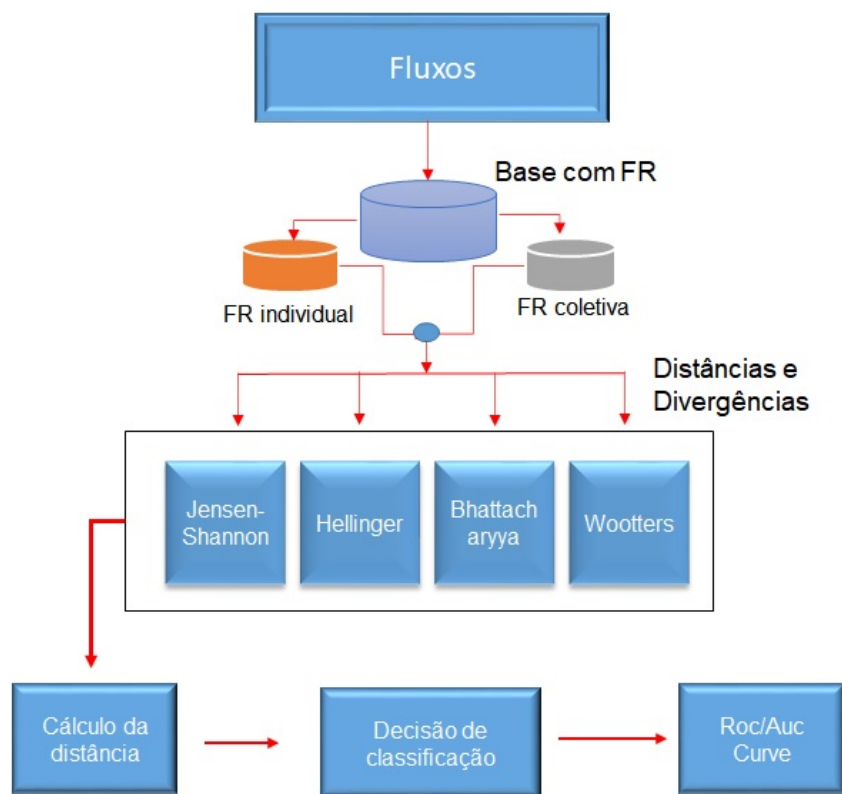 Fluxos
Base com FR
FR individual
FR coletiva
Distâncias e
Divergências
Jensen-
Shannon
Hellinger
Bhattach
aryya
Wootters
Cálculo da
distância
Decisão de
classificação
Roc/Auc
Curve